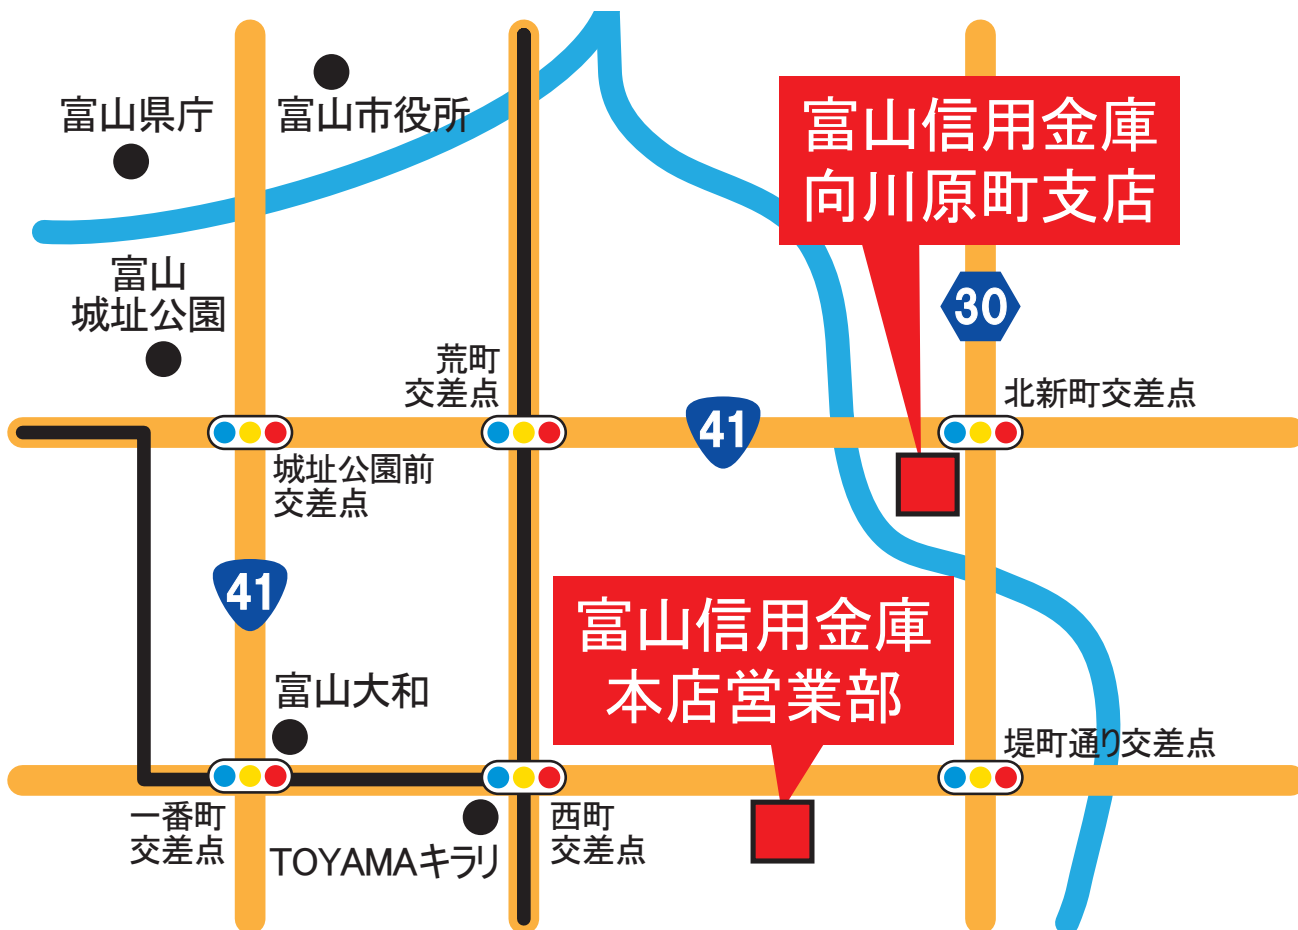 富山県庁
富山市役所
富山信用金庫
向川原町支店
富山
城址公園
30
荒町
交差点
北新町交差点
41
城址公園前
交差点
41
富山信用金庫
本店営業部
富山大和
堤町通り交差点
一番町
交差点
西町
交差点
TOYAMAキラリ